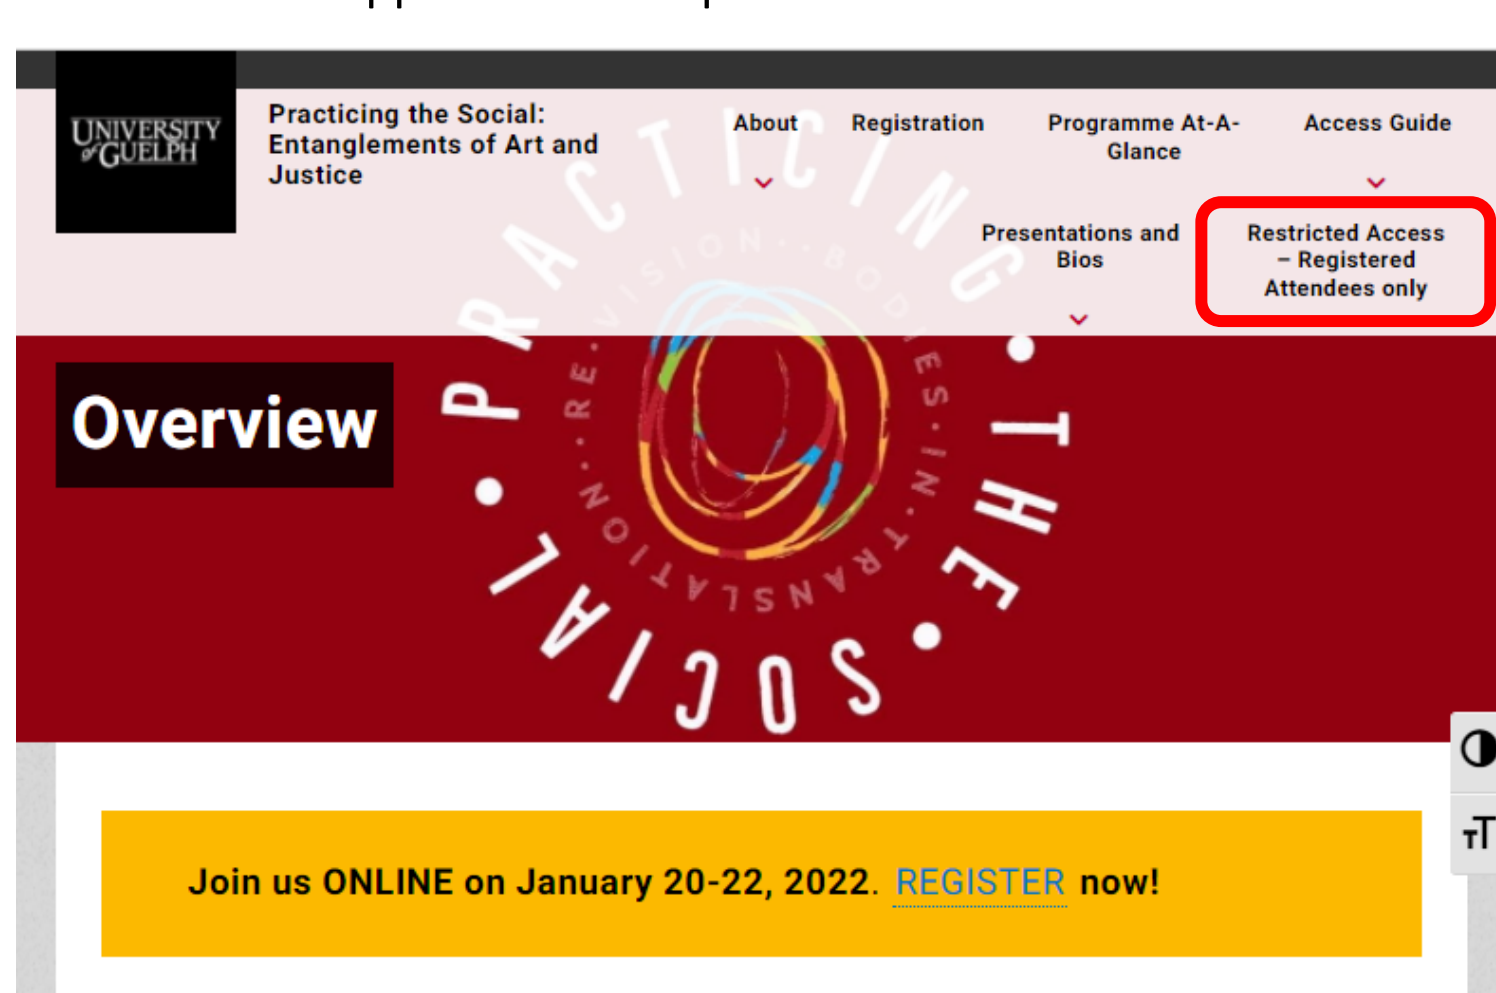 UNIVERSITY
of GUELPH
Practicing the Social:
Entanglements of Art and
Justice
About
Registration
Programme At-A-
Glance
Access Guide
Presentations and
Bios
Restricted Access
– Registered
Attendees only
PRACTICING • THE • SOCIAL •
RE•VISION••BODIES•IN•TRANSLATION••
Overview
Join us ONLINE on January 20-22, 2022. REGISTER now!
TT